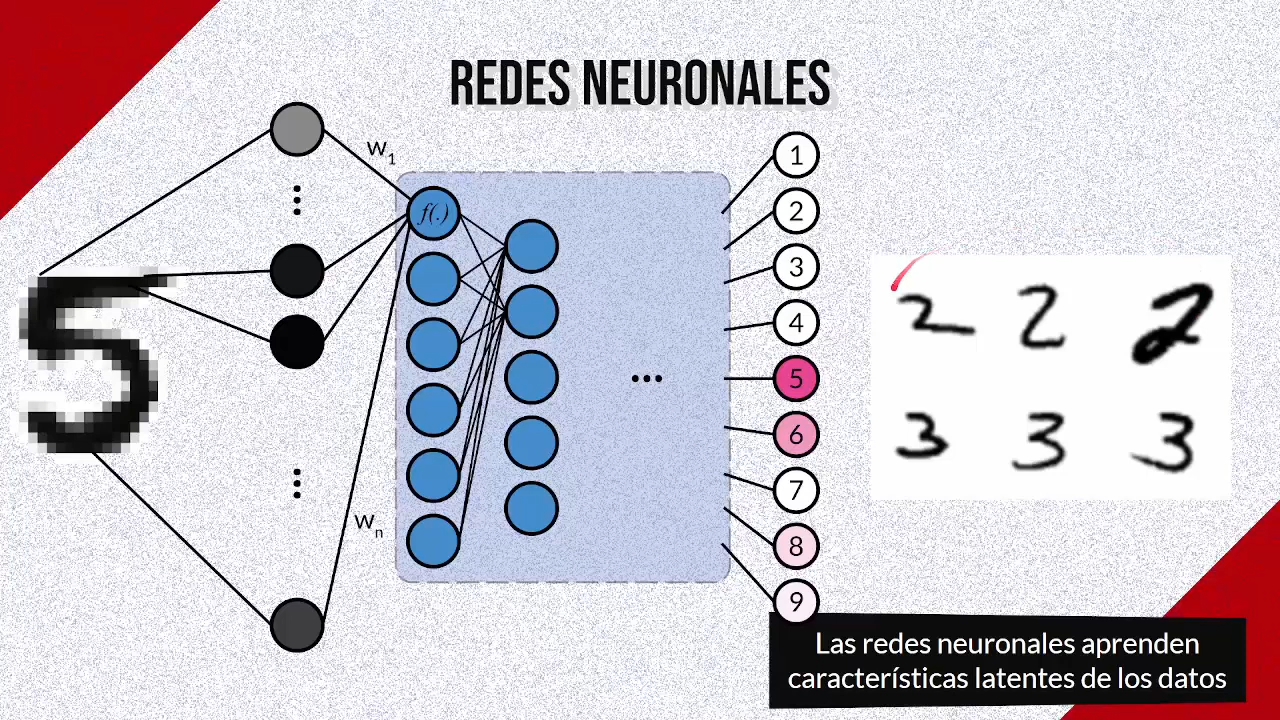 REDES NEURONALES
w1
f(.)
wn
1
2
3
4
5
6
7
8
9
5
2 2 2
3 3 3
Las redes neuronales aprenden
características latentes de los datos